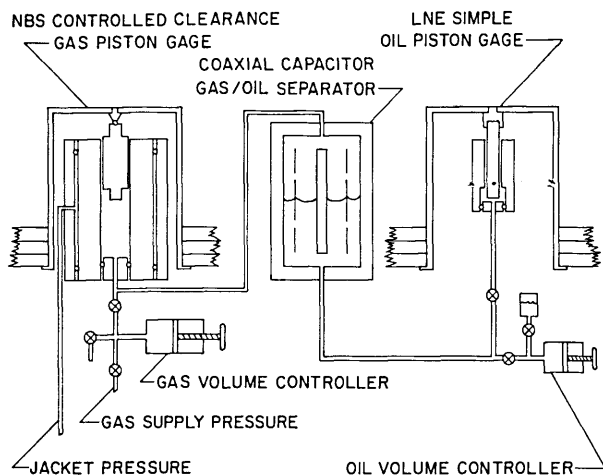 NBS CONTROLLED CLEARANCE
GAS PISTON GAGE
COAXIAL CAPACITOR
GAS/OIL SEPARATOR
LNE SIMPLE
OIL PISTON GAGE
GAS VOLUME CONTROLLER
GAS SUPPLY PRESSURE
JACKET PRESSURE
OIL VOLUME CONTROLLER